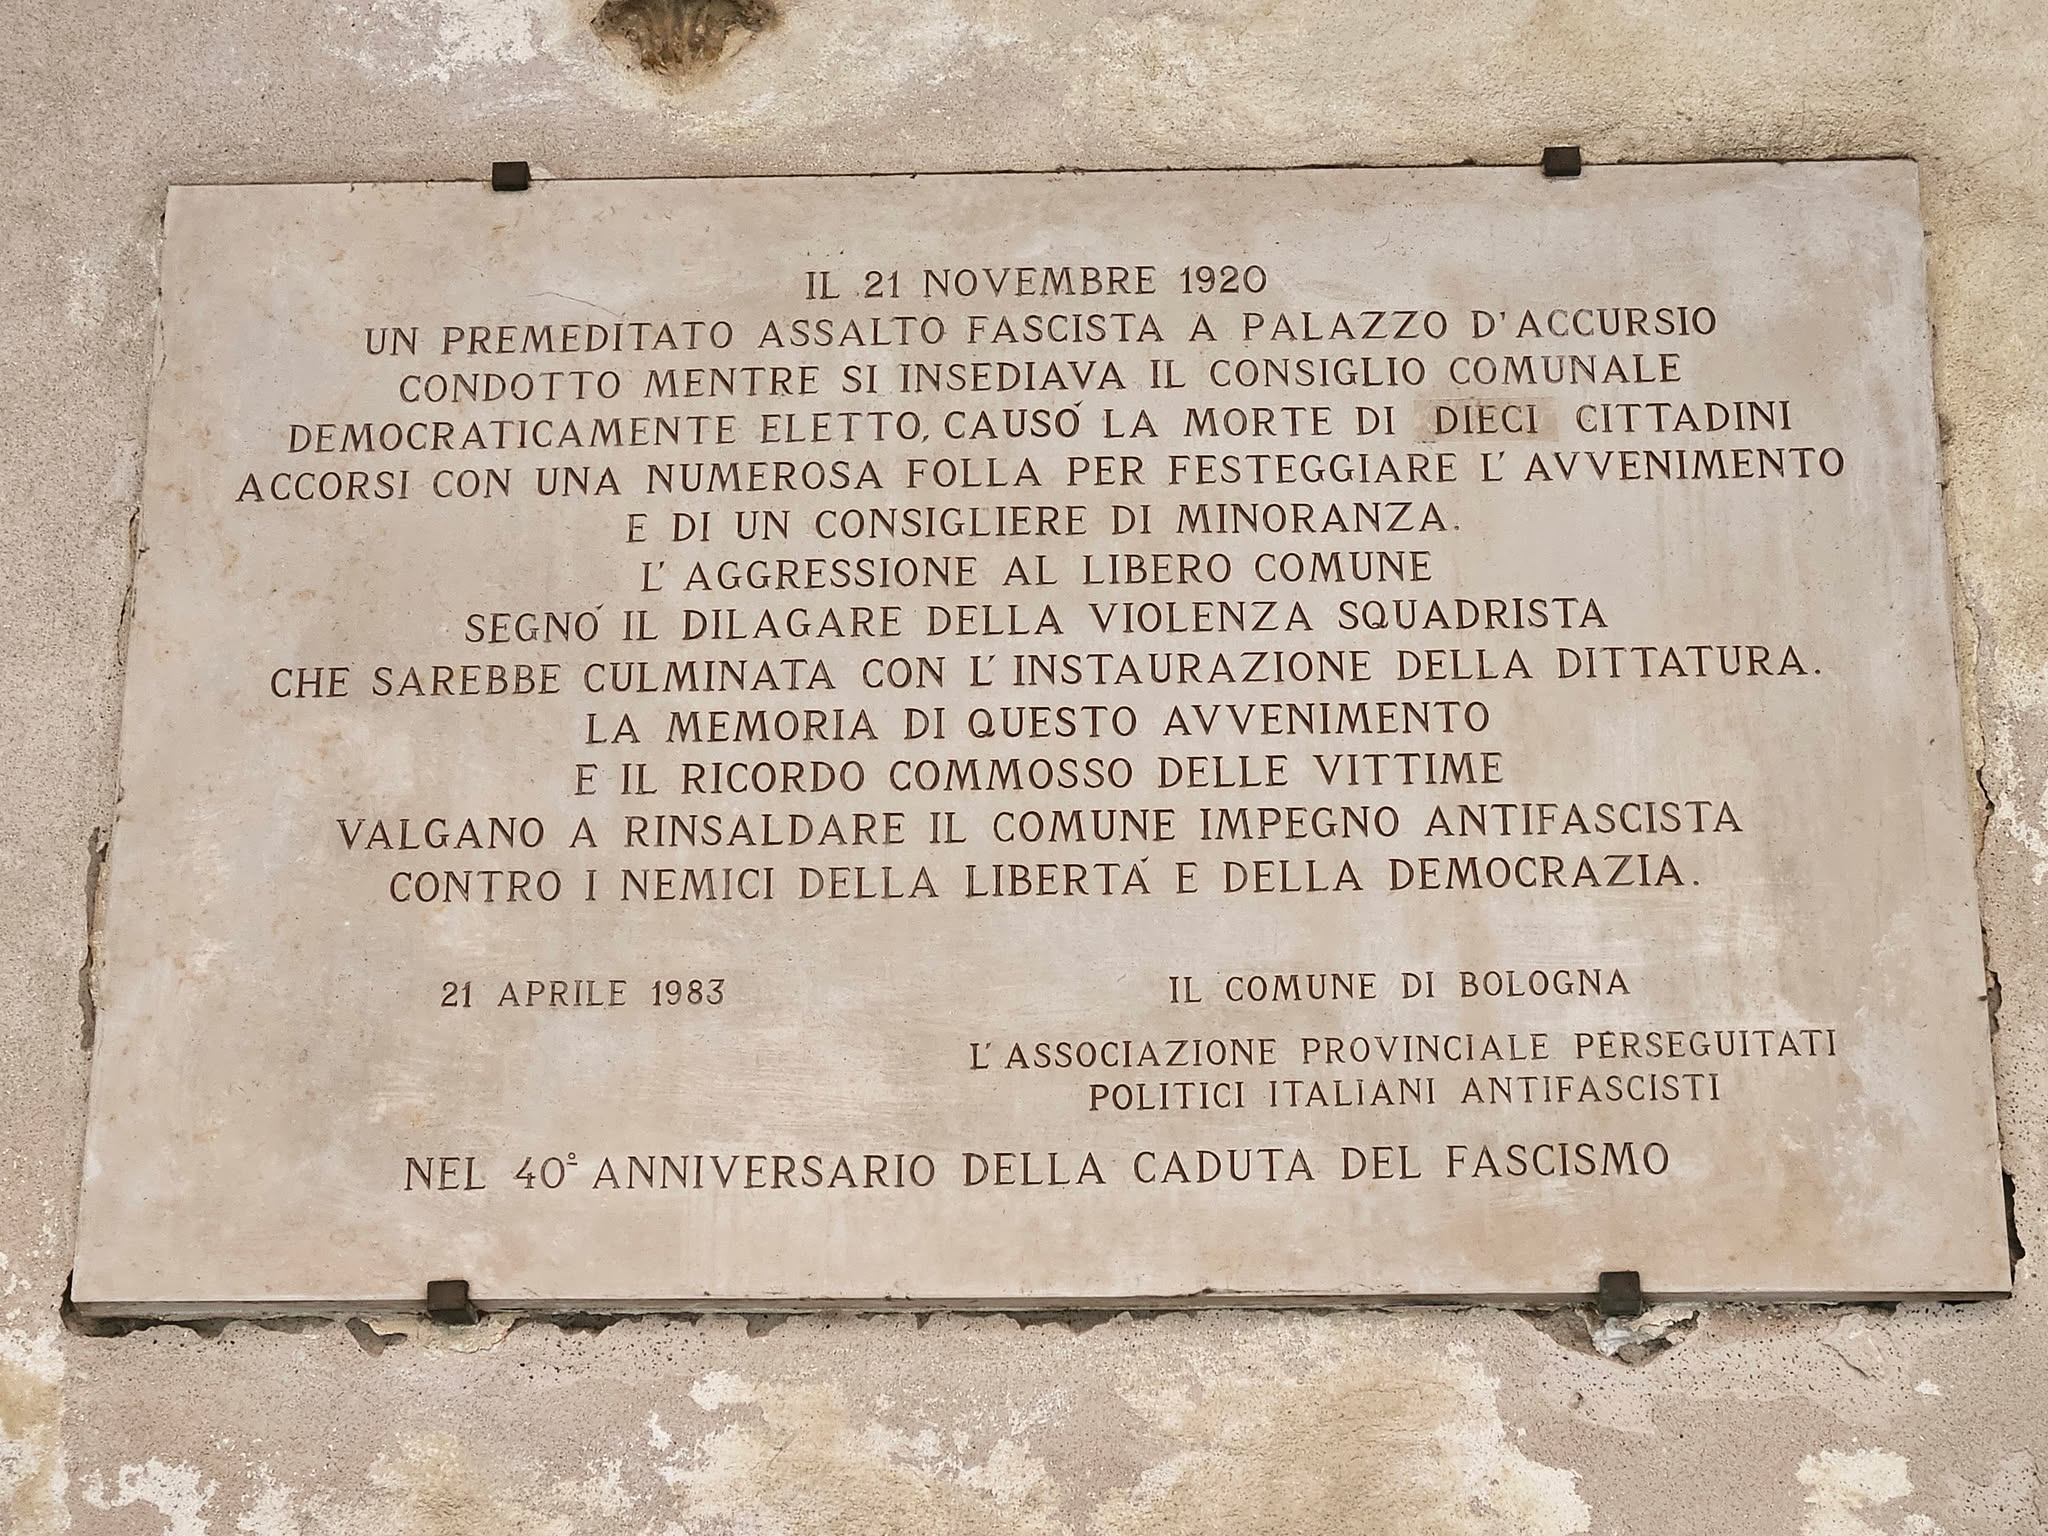 IL 21 NOVEMBRE 1920
UN PREMEDITATO ASSALTO FASCISTA A PALAZZO D'ACCURSIO
CONDOTTO MENTRE SI INSEDIAVA IL CONSIGLIO COMUNALE
DEMOCRATICAMENTE ELETTO, CAUSÓ LA MORTE DI DIECI CITTADINI
ACCORSI CON UNA NUMEROSA FOLLA PER FESTEGGIARE L'AVVENIMENTO
E DI UN CONSIGLIERE DI MINORANZA.
L'AGGRESSIONE AL LIBERO COMUNE
SEGNÓ IL DILAGARE DELLA VIOLENZA SQUADRISTA
CHE SAREBBE CULMINATA CON L'INSTAURAZIONE DELLA DITTATURA.
LA MEMORIA DI QUESTO AVVENIMENTO
E IL RICORDO COMMOSSO DELLE VITTIME
VALGANO A RINSALDARE IL COMUNE IMPEGNO ANTIFASCISTA
CONTRO I NEMICI DELLA LIBERTÁ E DELLA DEMOCRAZIA.
21 APRILE 1983
IL COMUNE DI BOLOGNA
L'ASSOCIAZIONE PROVINCIALE PERSEGUITATI
POLITICI ITALIANI ANTIFASCISTI
NEL 40° ANNIVERSARIO DELLA CADUTA DEL FASCISMO